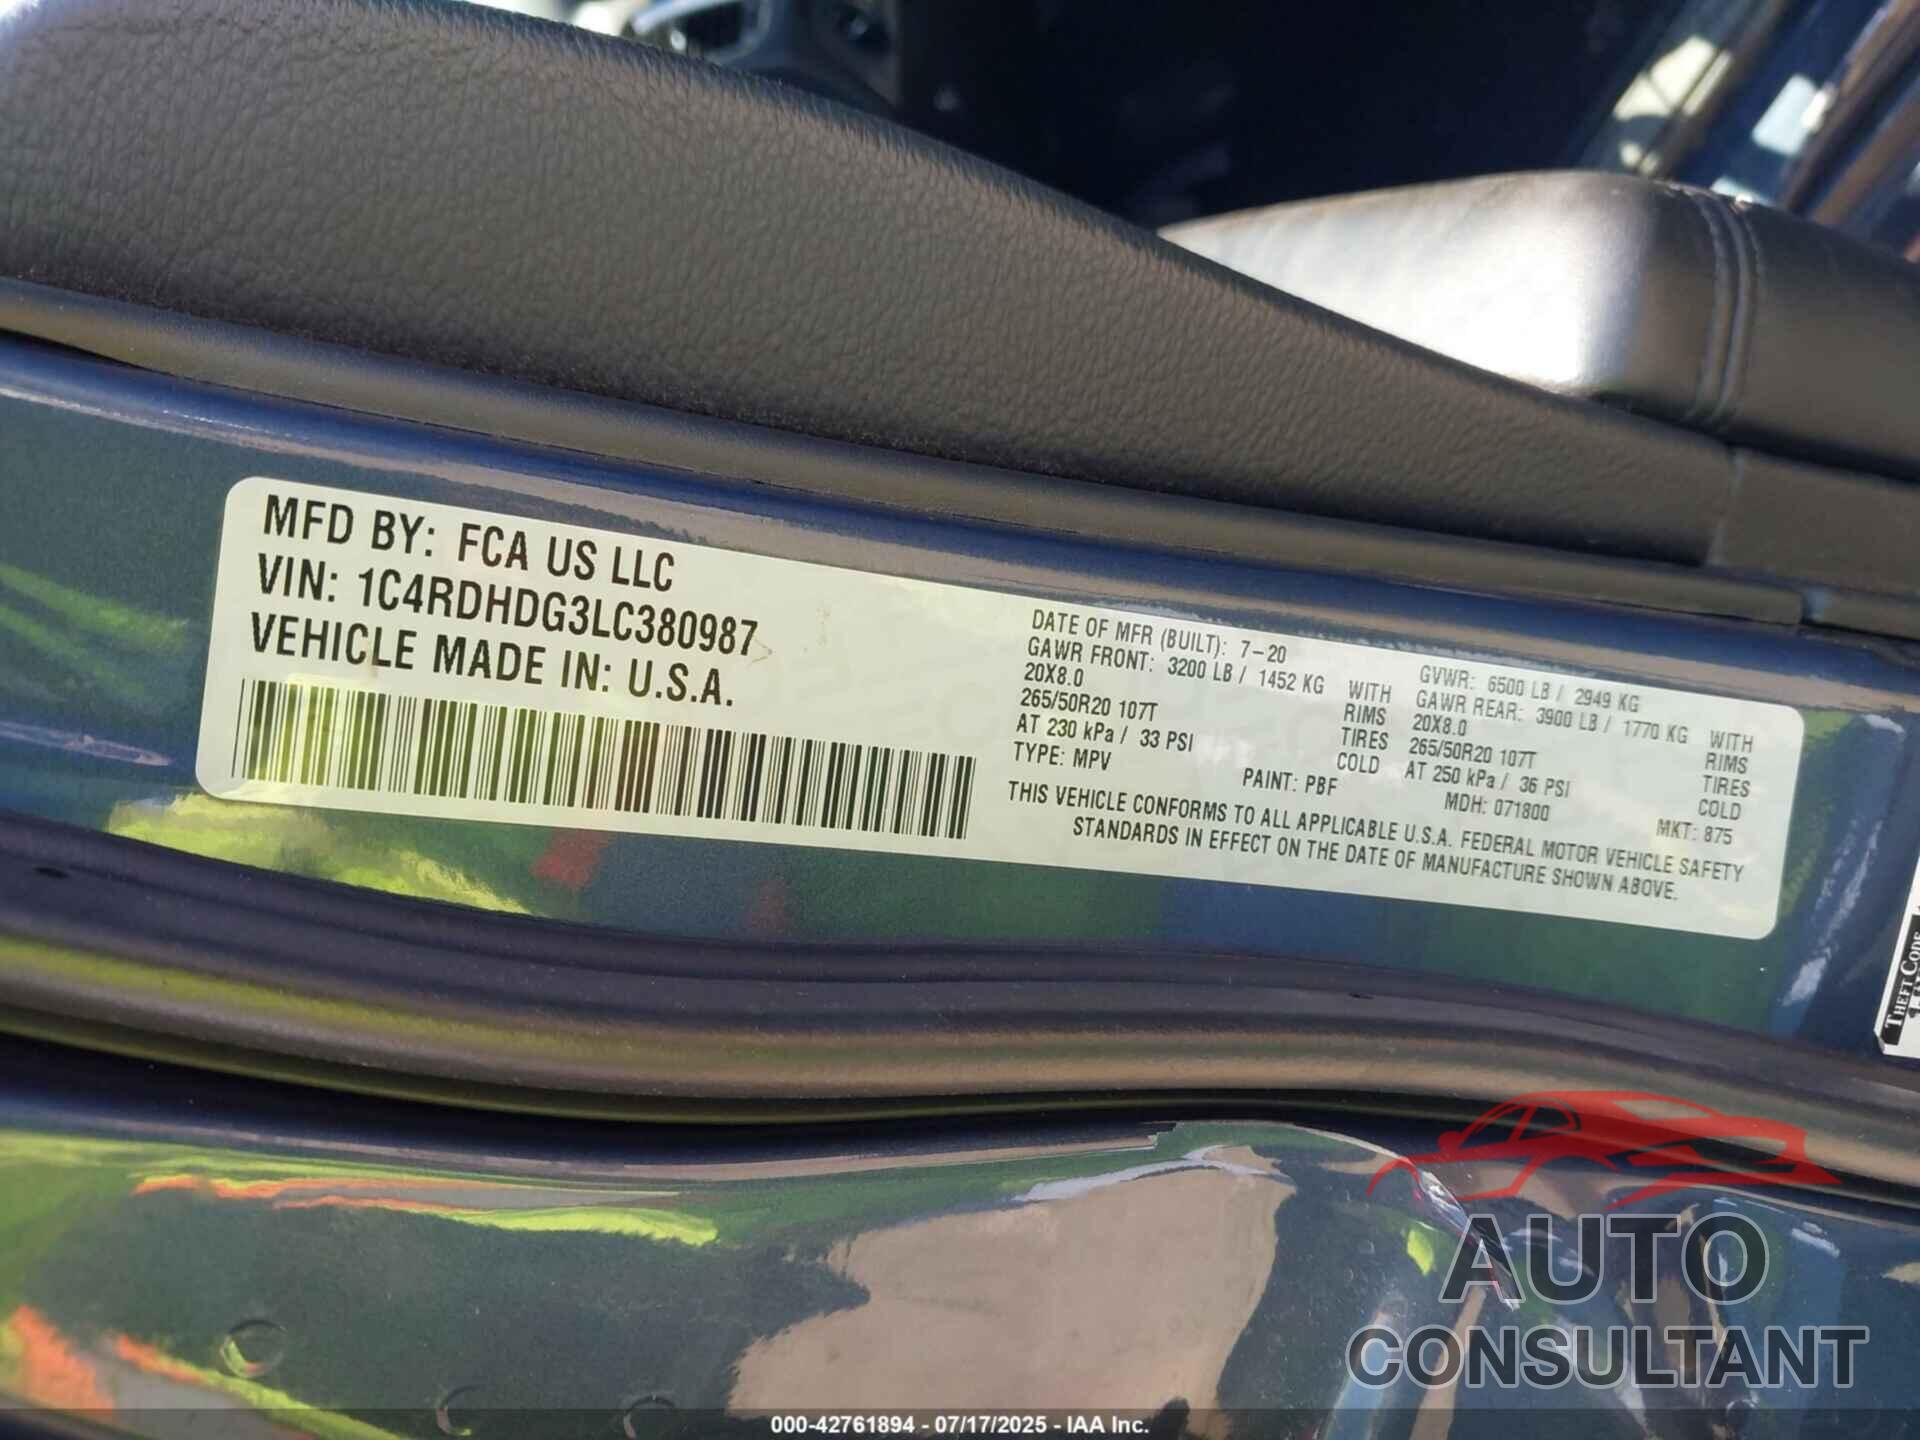 MFD BY: FCA US LLC
VIN: 1C4RDHDG3LC380987
VEHICLE MADE IN: U.S.A.
DATE OF MFR (BUILT): 7-20
GAWR FRONT: 3200 LB / 1452 KG WITH
20X8.0 RIMS
265/50R20 107T TIRES
AT 230 kPa / 33 PSI COLD
TYPE: MPV PAINT: PBF
GVWR: 6500 LB / 2949 KG
GAWR REAR: 3900 LB / 1770 KG WITH
20X8.0 RIMS
265/50R20 107T TIRES
AT 250 kPa / 36 PSI COLD
MDH: 071800 MKT: 875
THIS VEHICLE CONFORMS TO ALL APPLICABLE U.S.A. FEDERAL MOTOR VEHICLE SAFETY
STANDARDS IN EFFECT ON THE DATE OF MANUFACTURE SHOWN ABOVE.
THEFT CODE
AUTO
CONSULTANT
000-42761894 - 07/17/2025 - IAA Inc.